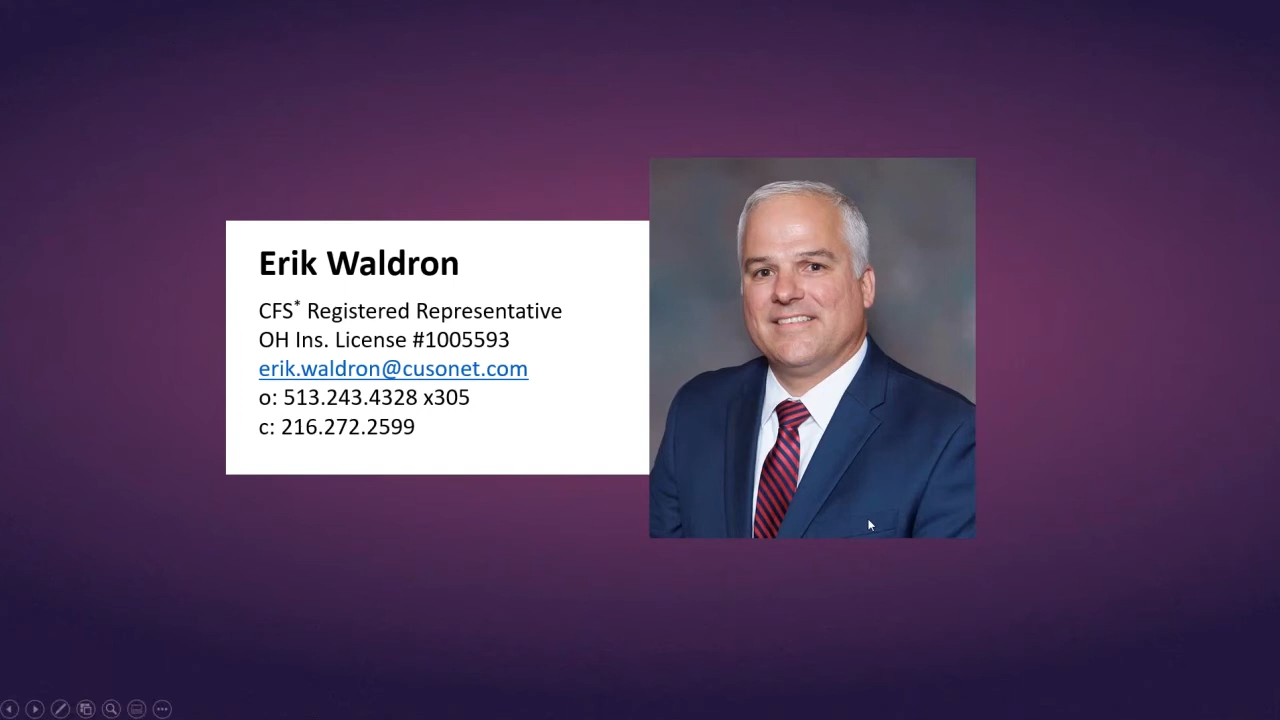 Erik Waldron
CFS* Registered Representative
OH Ins. License #1005593
erik.waldron@cusonet.com
o: 513.243.4328 x305
c: 216.272.2599